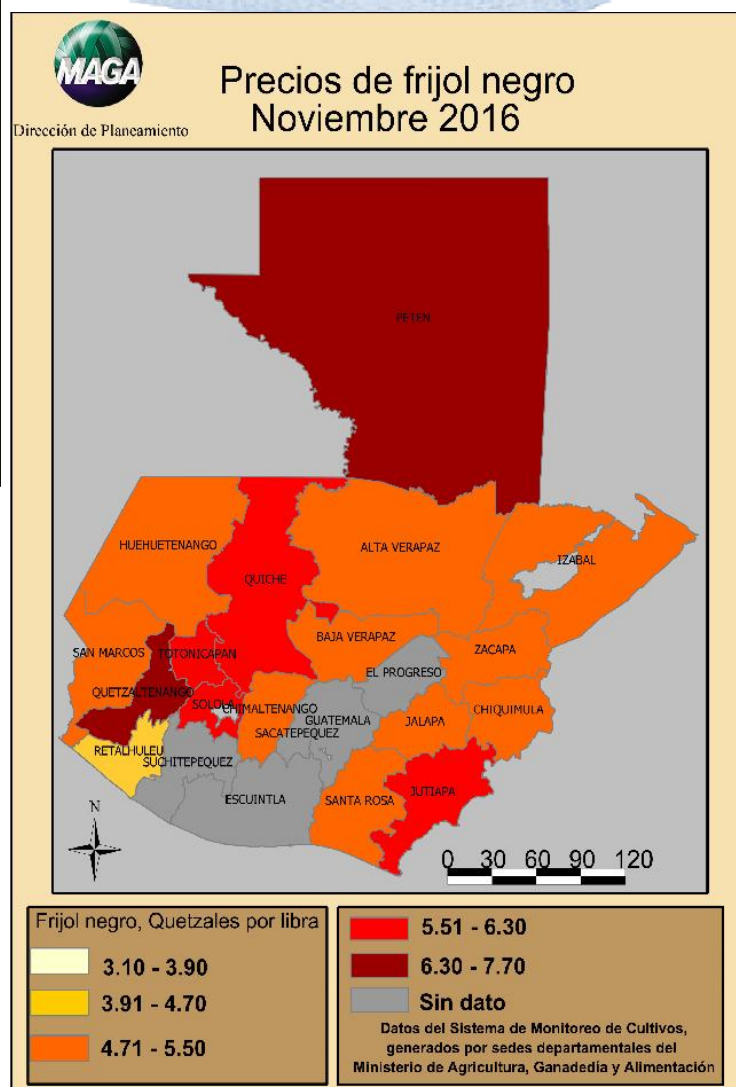 MAGA
Dirección de Planeamiento
Precios de frijol negro
Noviembre 2016
PETEN
HUEHUETENANGO
ALTA VERAPAZ
IZABAL
QUICHE
BAJA VERAPAZ
ZACAPA
SAN MARCOS
TOTONICAPAN
EL PROGRESO
QUETZALTENANGO
SOLOLA
CHIMALTENANGO
GUATEMALA
CHIQUIMULA
JALAPA
SACATEPEQUEZ
RETALHULEU
SUCHITEPEQUEZ
ESCUINTLA
SANTA ROSA
JUTIAPA
N
0 30 60 90 120
Frijol negro, Quetzales por libra
3.10 - 3.90
3.91 - 4.70
4.71 - 5.50
5.51 - 6.30
6.30 - 7.70
Sin dato
Datos del Sistema de Monitoreo de Cultivos,
generados por sedes departamentales del
Ministerio de Agricultura, Ganadedía y Alimentación